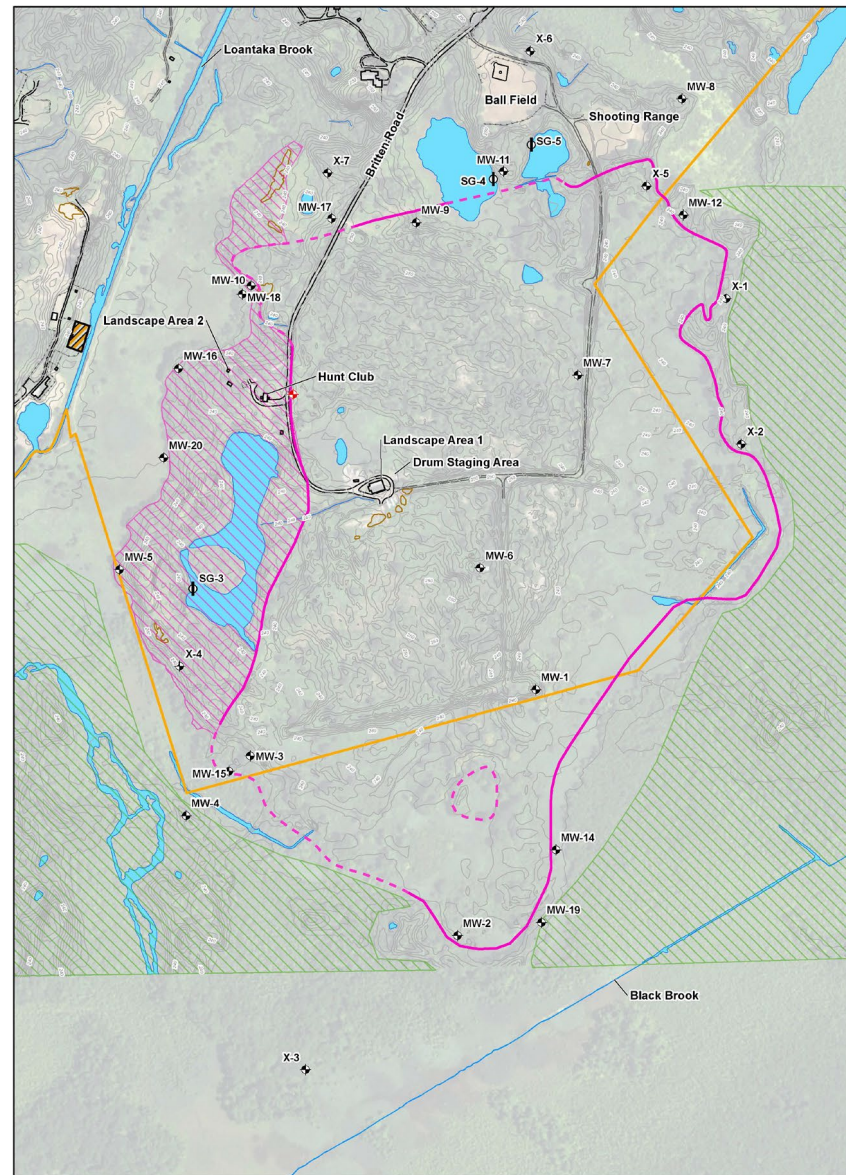 X-6
Loantaka Brook
MW-8
Ball Field
Shooting Range
Britten Road
SG-5
X-7
MW-11
SG-4
X-5
MW-17
MW-9
MW-12
MW-10
MW-18
X-1
Landscape Area 2
MW-16
Hunt Club
MW-7
X-2
Landscape Area 1
MW-20
Drum Staging Area
MW-5
MW-6
SG-3
X-4
MW-1
MW-3
MW-15
MW-4
MW-14
MW-19
MW-2
Black Brook
X-3